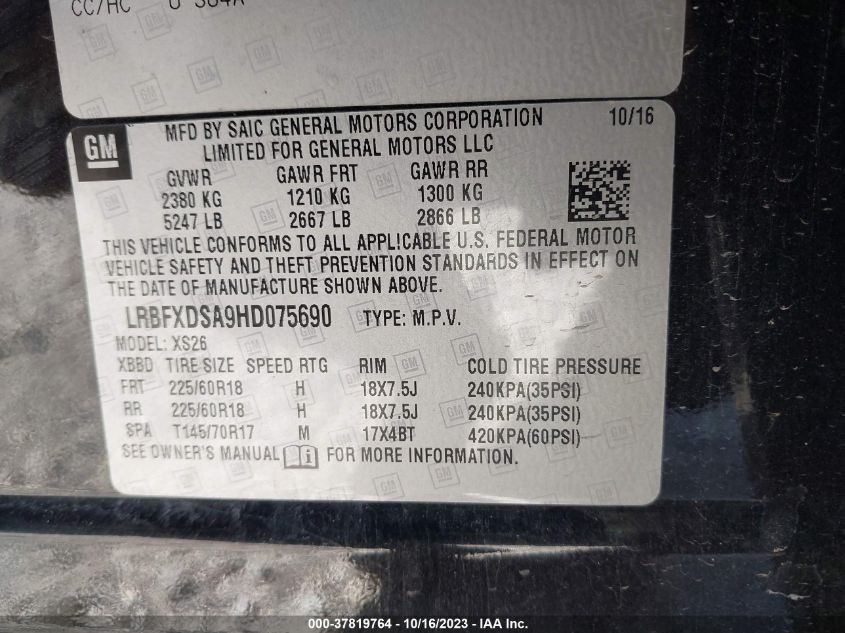 CC/HC U 364A
GM
MFD BY SAIC GENERAL MOTORS CORPORATION 10/16
LIMITED FOR GENERAL MOTORS LLC
GVWR GAWR FRT GAWR RR
2380 KG 1210 KG 1300 KG
5247 LB 2667 LB 2866 LB
THIS VEHICLE CONFORMS TO ALL APPLICABLE U.S. FEDERAL MOTOR
VEHICLE SAFETY AND THEFT PREVENTION STANDARDS IN EFFECT ON
THE DATE OF MANUFACTURE SHOWN ABOVE.
LRBFXDSA9HD075690 TYPE: M.P.V.
MODEL: XS26
XBBD TIRE SIZE SPEED RTG RIM COLD TIRE PRESSURE
FRT 225/60R18 H 18X7.5J 240KPA(35PSI)
RR 225/60R18 H 18X7.5J 240KPA(35PSI)
SPA T145/70R17 M 17X4BT 420KPA(60PSI)
SEE OWNER'S MANUAL FOR MORE INFORMATION.
000-37819764 - 10/16/2023 - IAA Inc.